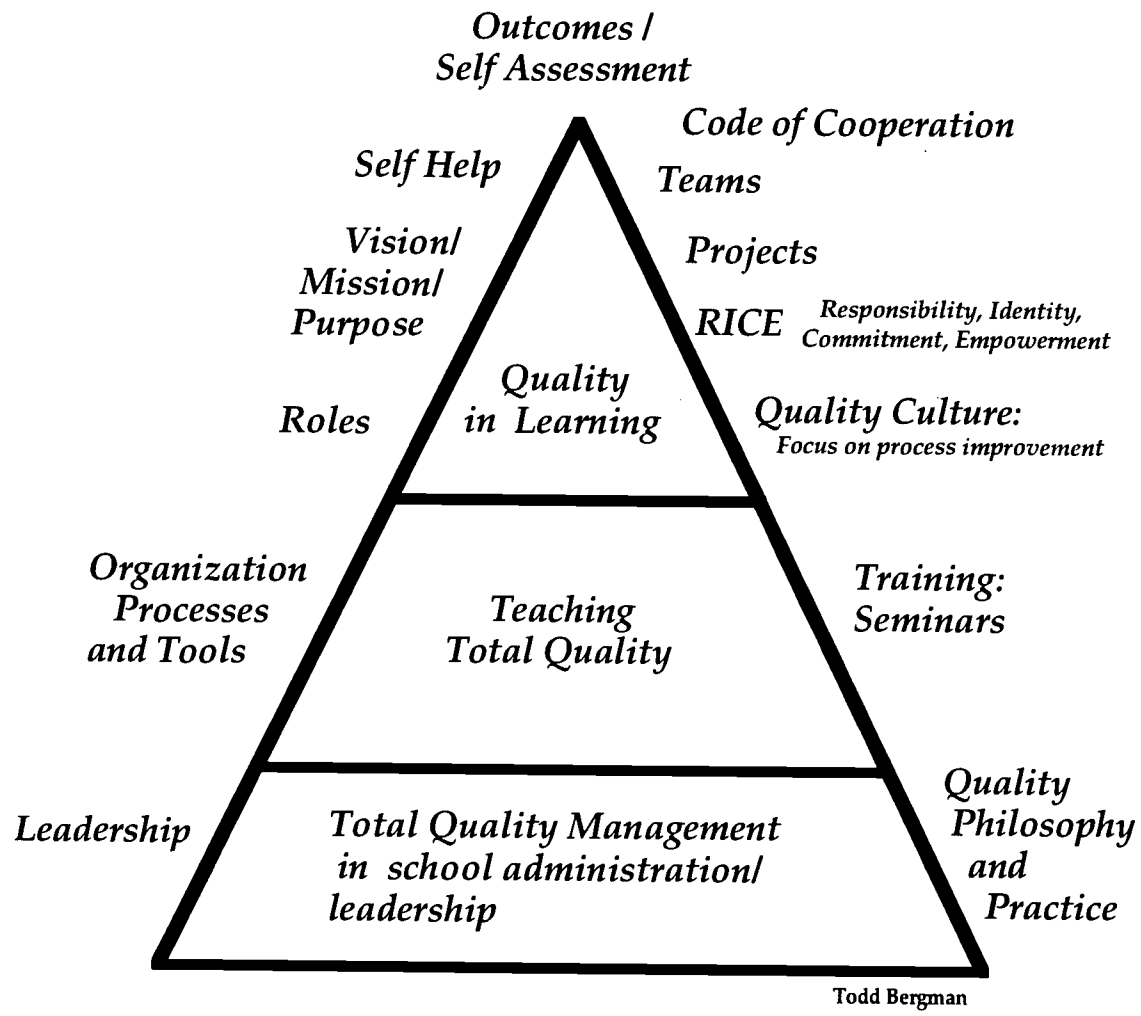 Outcomes /
Self Assessment
Code of Cooperation
Self Help
Teams
Vision/
Mission/
Purpose
Projects
RICE
Responsibility, Identity,
Commitment, Empowerment
Quality
in Learning
Roles
Quality Culture:
Focus on process improvement
Organization
Processes
and Tools
Teaching
Total Quality
Training:
Seminars
Leadership
Total Quality Management
in school administration/
leadership
Quality
Philosophy
and
Practice
Todd Bergman